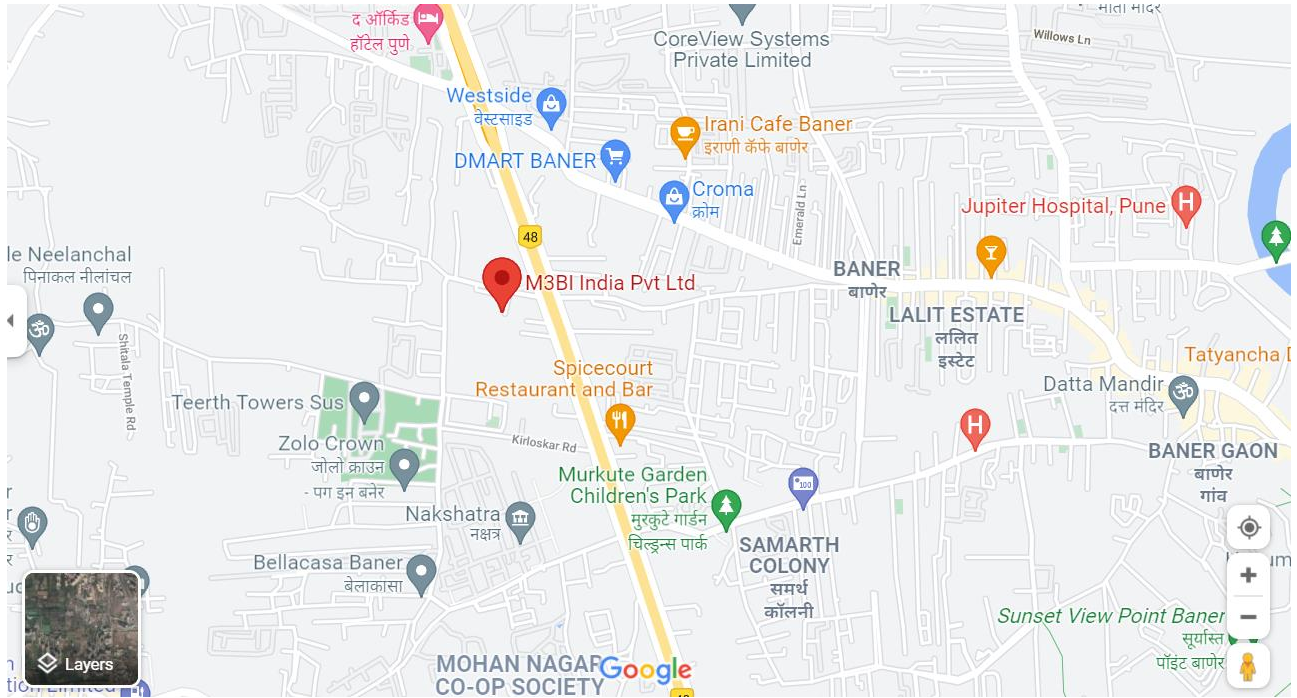 द ऑर्किड
हॉटेल पुणे
माता मंदिर
Willows Ln
CoreView Systems
Private Limited
Westside
वेस्टसाइड
Irani Cafe Baner
इराणी कॅफे बाणेर
DMART BANER
Croma
क्रोम
Emerald Ln
Jupiter Hospital, Pune
48
le Neelanchal
पिनाकल नीलांचल
M3BI India Pvt Ltd
BANER
बाणेर
LALIT ESTATE
ललित
इस्टेट
Shitala Temple Rd
Spicecourt
Restaurant and Bar
Tatyancha
Datta Mandir
दत्त मंदिर
Teerth Towers Sus
Kirloskar Rd
Zolo Crown
जोलो क्राउन
- पग इन बनेर
BANER GAON
बाणेर
गांव
Murkute Garden
Children's Park
मुरकुटे गार्डन
चिल्ड्रन्स पार्क
100
Nakshatra
नक्षत्र
SAMARTH
COLONY
समर्थ
कॉलनी
Bellacasa Baner
बेलाकासा
Sunset View Point Baner
सूर्यास्त
पॉइंट बाणेर
Layers
MOHAN NAGAR
CO-OP SOCIETY
Google